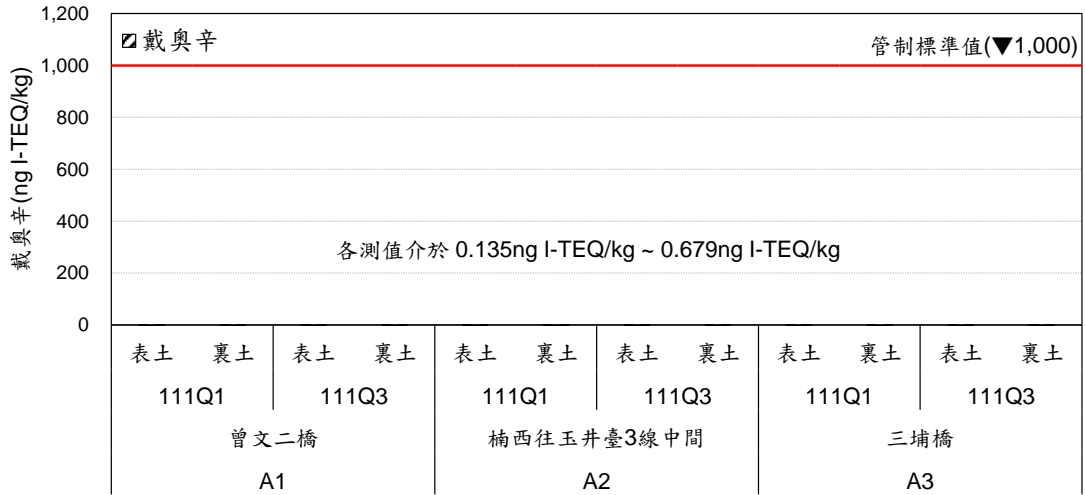 1,200
戴奧辛
管制標準值(▼1,000)
1,000
800
600
400
200
0
戴奧辛(ng I-TEQ/kg)
各測值介於 0.135ng I-TEQ/kg ~ 0.679ng I-TEQ/kg
表土 裏土 表土 裏土 表土 裏土 表土 裏土 表土 裏土 表土 裏土
111Q1 111Q3 111Q1 111Q3 111Q1 111Q3
曾文二橋 楠西往玉井臺3線中間 三埔橋
A1 A2 A3